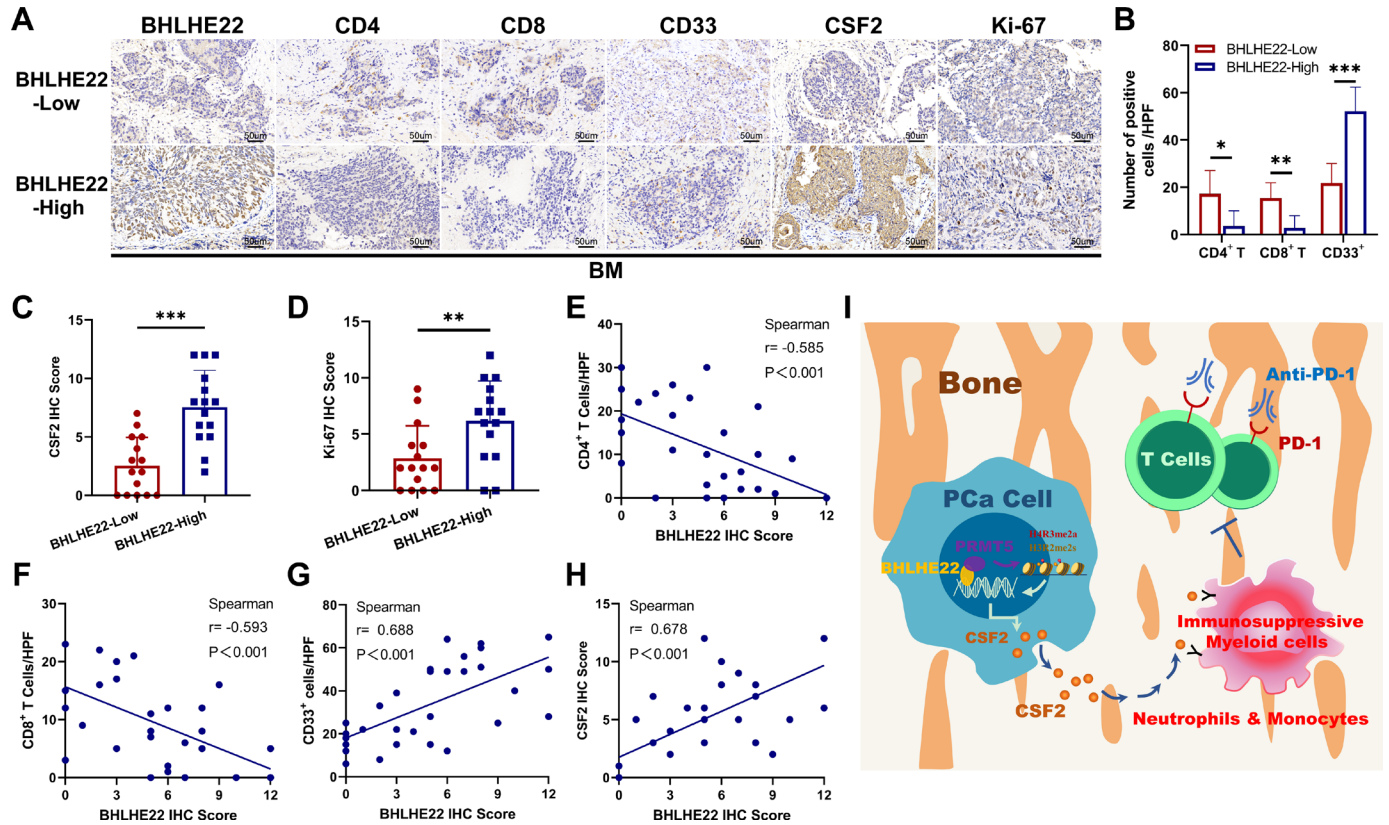 A
BHLHE22 CD4 CD8 CD33 CSF2 Ki-67
BHLHE22
-Low
50um 50um 50um 50um 50um 50um
BHLHE22
-High
50um 50um 50um 50um 50um 50um
BM
B
BHLHE22-Low
BHLHE22-High
Number of positive
cells /HPF
80
60
40
20
0
* ** ***
CD4+ T CD8+ T CD33+
C
CSF2 IHC Score
15
10
5
0
***
BHLHE22-Low BHLHE22-High
D
Ki-67 IHC Score
15
10
5
0
**
BHLHE22-Low BHLHE22-High
E
CD4+ T Cells/HPF
40
30
20
10
0
Spearman
r= -0.585
P<0.001
0 3 6 9 12
BHLHE22 IHC Score
F
CD8+ T Cells/HPF
30
20
10
0
Spearman
r= -0.593
P<0.001
0 3 6 9 12
BHLHE22 IHC Score
G
CD33+ cells/HPF
80
60
40
20
0
Spearman
r= 0.688
P<0.001
0 3 6 9 12
BHLHE22 IHC Score
H
CSF2 IHC Score
15
10
5
0
Spearman
r= 0.678
P<0.001
0 3 6 9 12
BHLHE22 IHC Score
I
Bone
Anti-PD-1
PD-1
T Cells
PCa Cell
PRMT5
H4R3me2a
H3R2me2s
BHLHE22
CSF2
CSF2
Immunosuppressive
Myeloid cells
Neutrophils & Monocytes